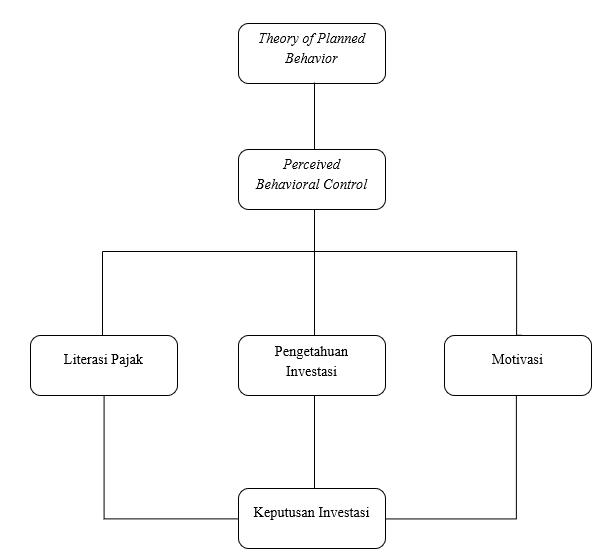 Theory of Planned
Behavior
Perceived
Behavioral Control
Literasi Pajak
Pengetahuan
Investasi
Motivasi
Keputusan Investasi